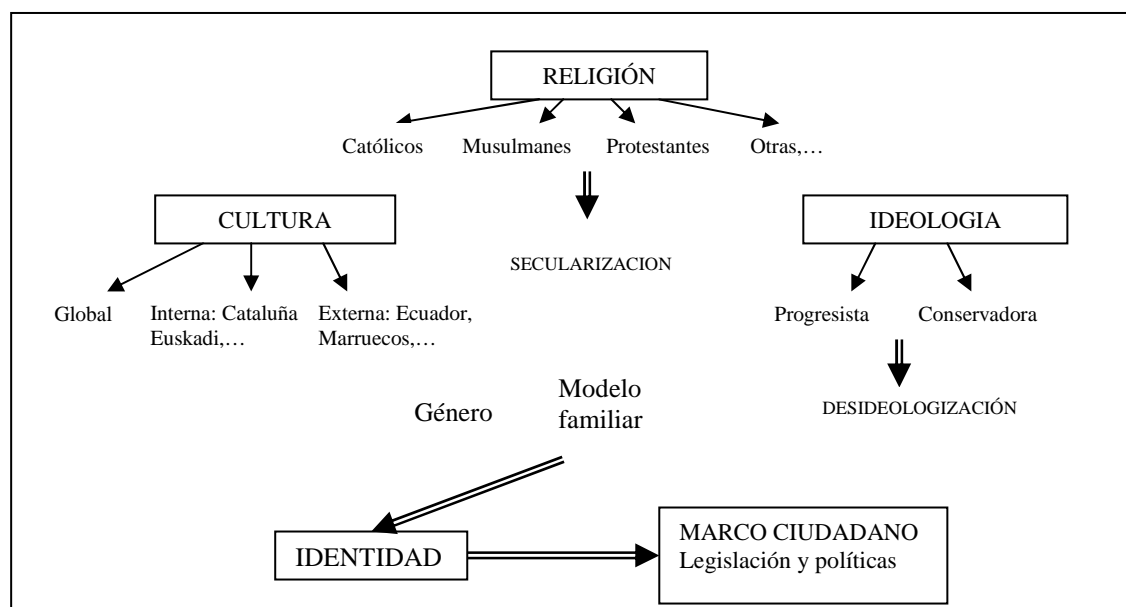 RELIGIÓN
Católicos
Musulmanes
Protestantes
Otras,...
CULTURA
IDEOLOGIA
SECULARIZACION
Global
Interna: Cataluña
Euskadi,...
Externa: Ecuador,
Marruecos,...
Progresista
Conservadora
Género
Modelo
familiar
DESIDEOLOGIZACIÓN
IDENTIDAD
MARCO CIUDADANO
Legislación y políticas